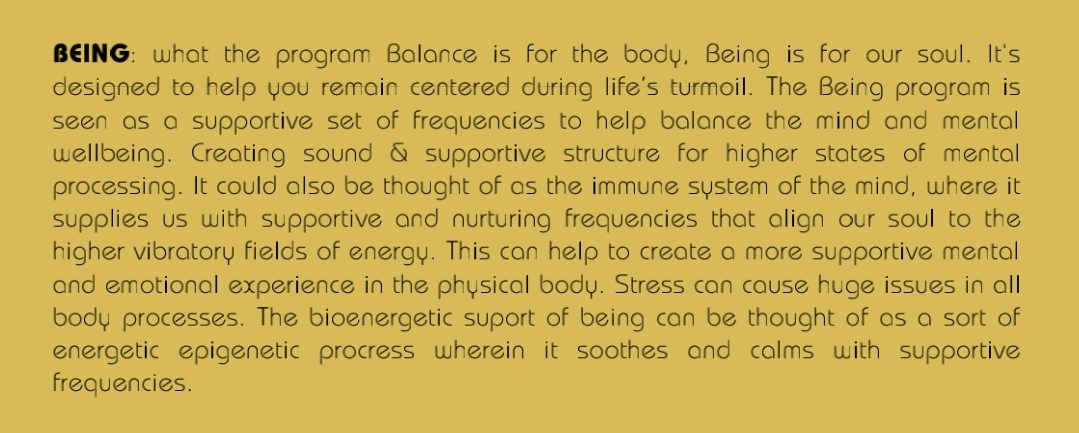 BEING: what the program Balance is for the body, Being is for our soul. It's
designed to help you remain centered during life's turmoil. The Being program is
seen as a supportive set of frequencies to help balance the mind and mental
wellbeing. Creating sound & supportive structure for higher states of mental
processing. It could also be thought of as the immune system of the mind, where it
supplies us with supportive and nurturing frequencies that align our soul to the
higher vibratory fields of energy. This can help to create a more supportive mental
and emotional experience in the physical body. Stress can cause huge issues in all
body processes. The bioenergetic suport of being can be thought of as a sort of
energetic epigenetic procress wherein it soothes and calms with supportive
frequencies.